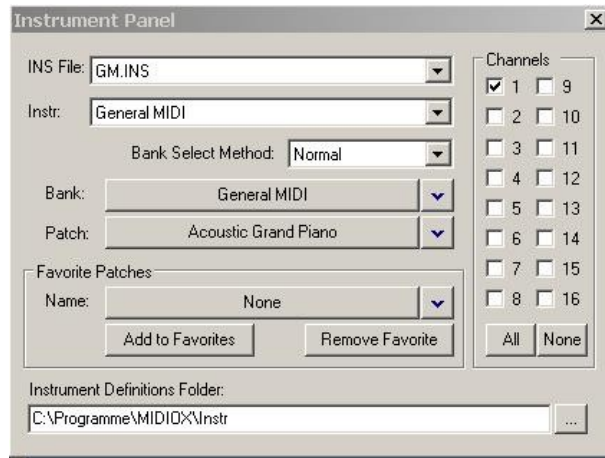 Instrument Panel
INS File: GM.INS
Instr: General MIDI
Bank Select Method: Normal
Bank: General MIDI
Patch: Acoustic Grand Piano
Favorite Patches
Name: None
Add to Favorites Remove Favorite
Channels
1 9
2 10
3 11
4 12
5 13
6 14
7 15
8 16
All None
Instrument Definitions Folder:
C:\Programme\MIDIOX\Instr ...